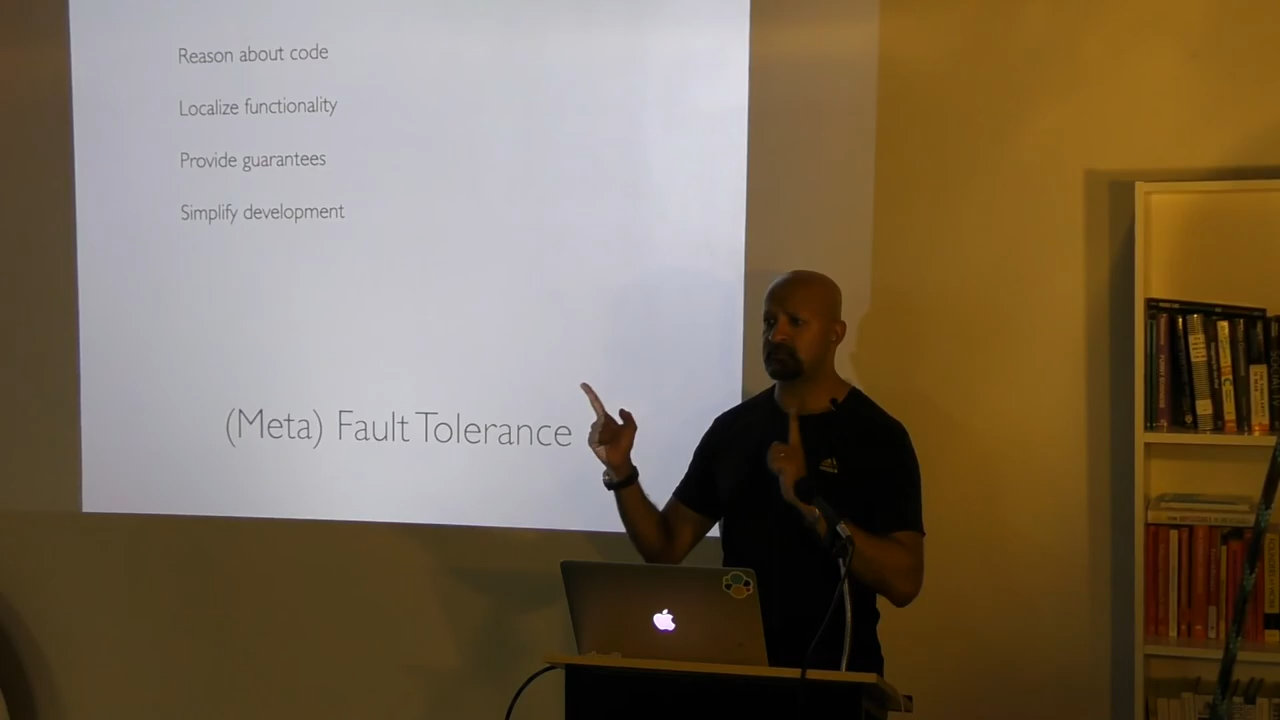 Reason about code
Localize functionality
Provide guarantees
Simplify development
(Meta) Fault Tolerance